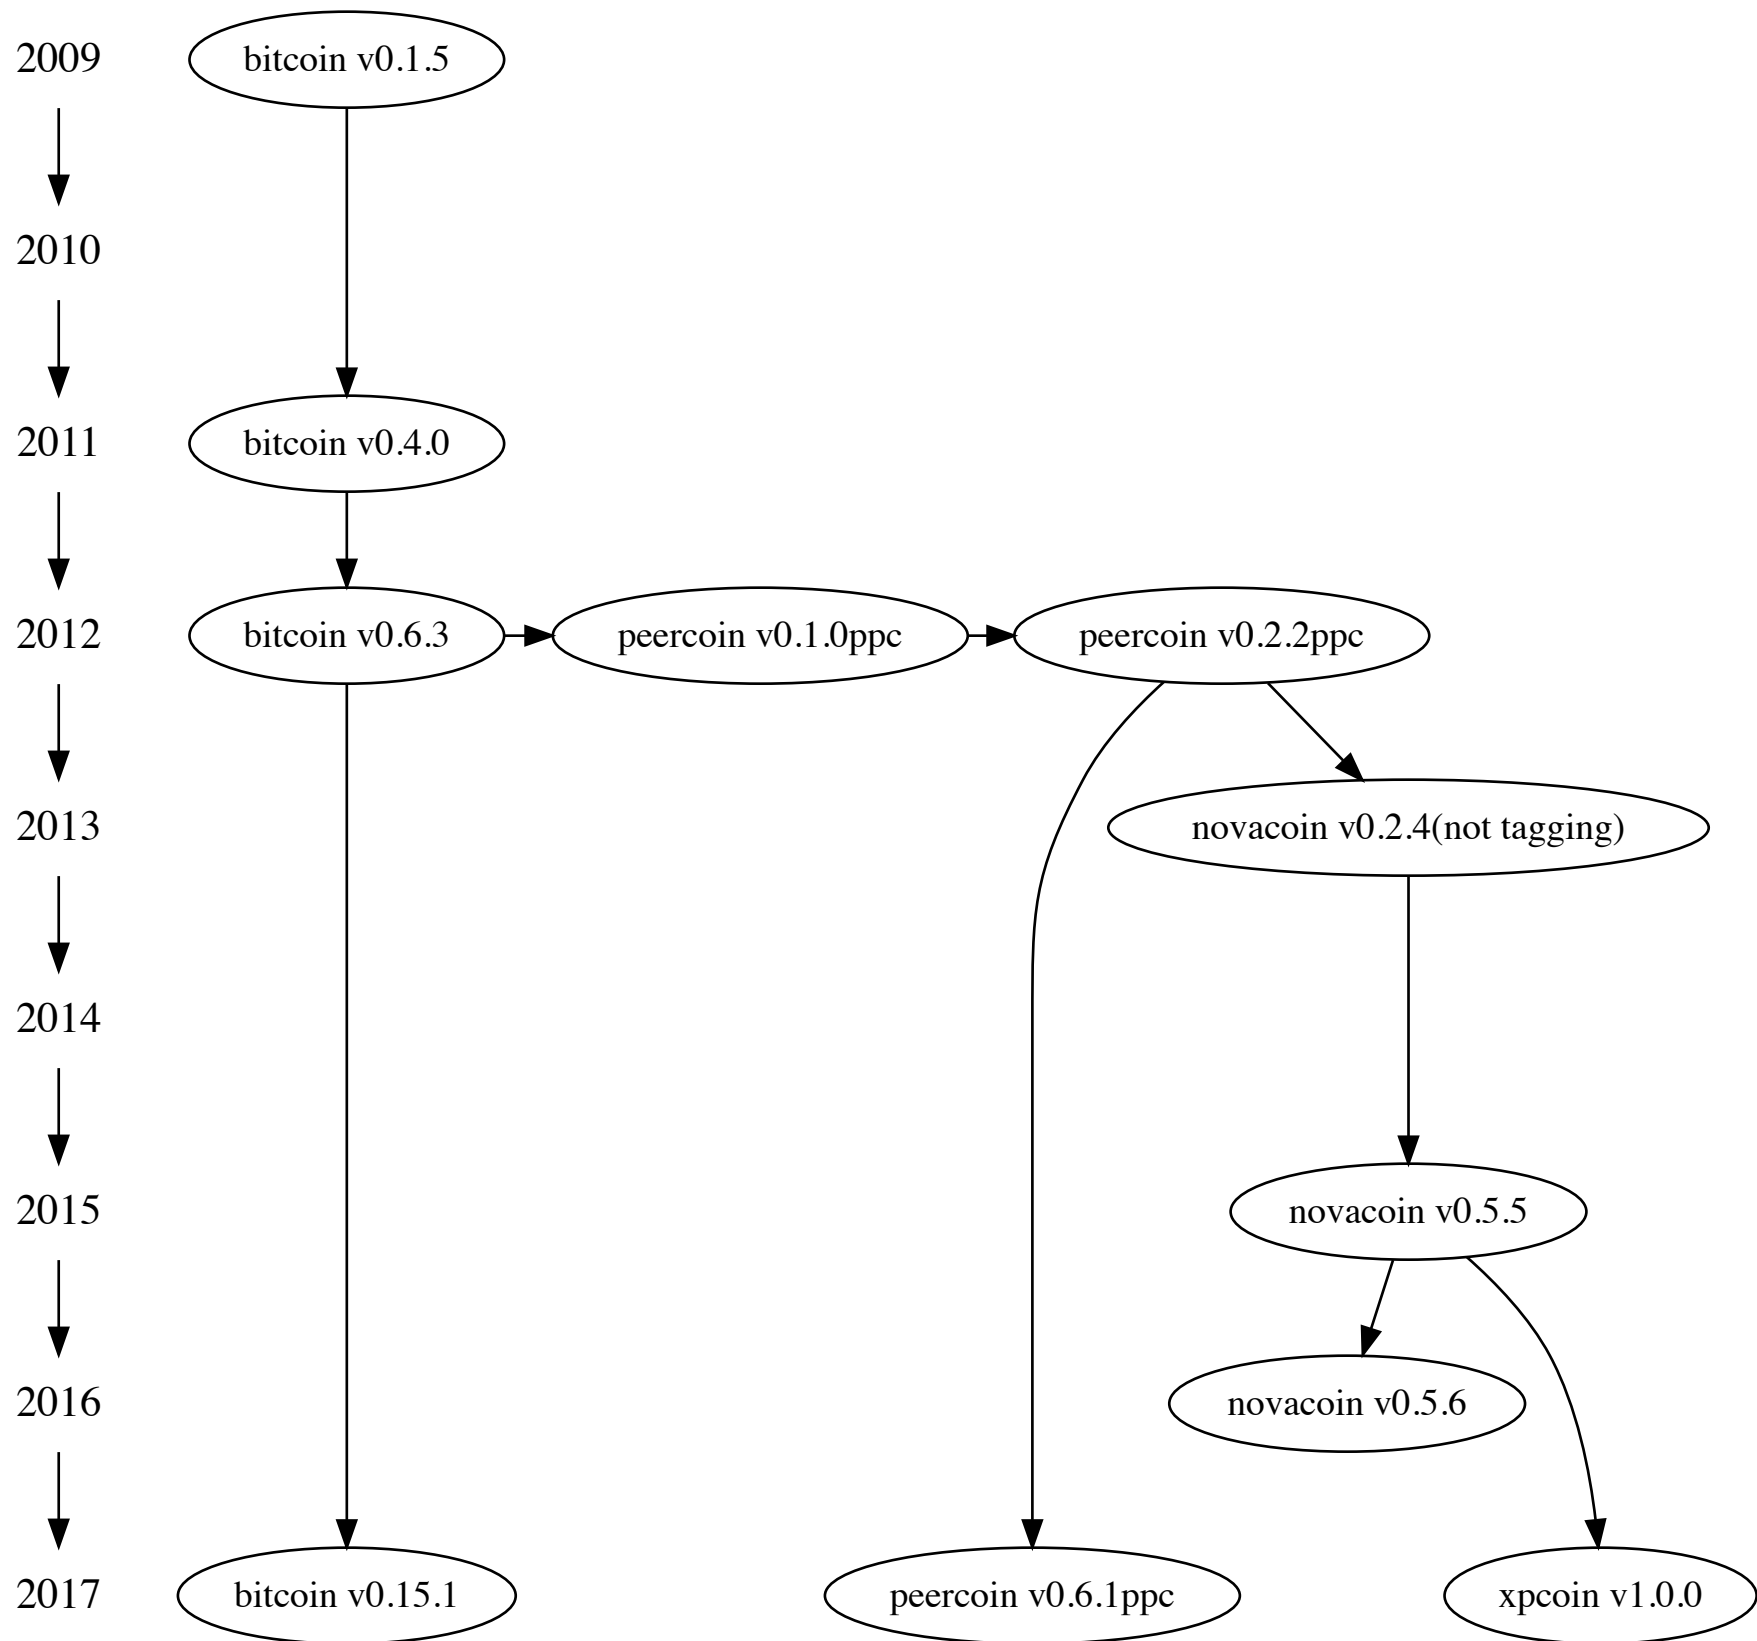 2009
bitcoin v0.1.5
2010
2011
bitcoin v0.4.0
2012
bitcoin v0.6.3
peercoin v0.1.0ppc
peercoin v0.2.2ppc
2013
novacoin v0.2.4(not tagging)
2014
2015
novacoin v0.5.5
2016
novacoin v0.5.6
2017
bitcoin v0.15.1
peercoin v0.6.1ppc
xpcoin v1.0.0